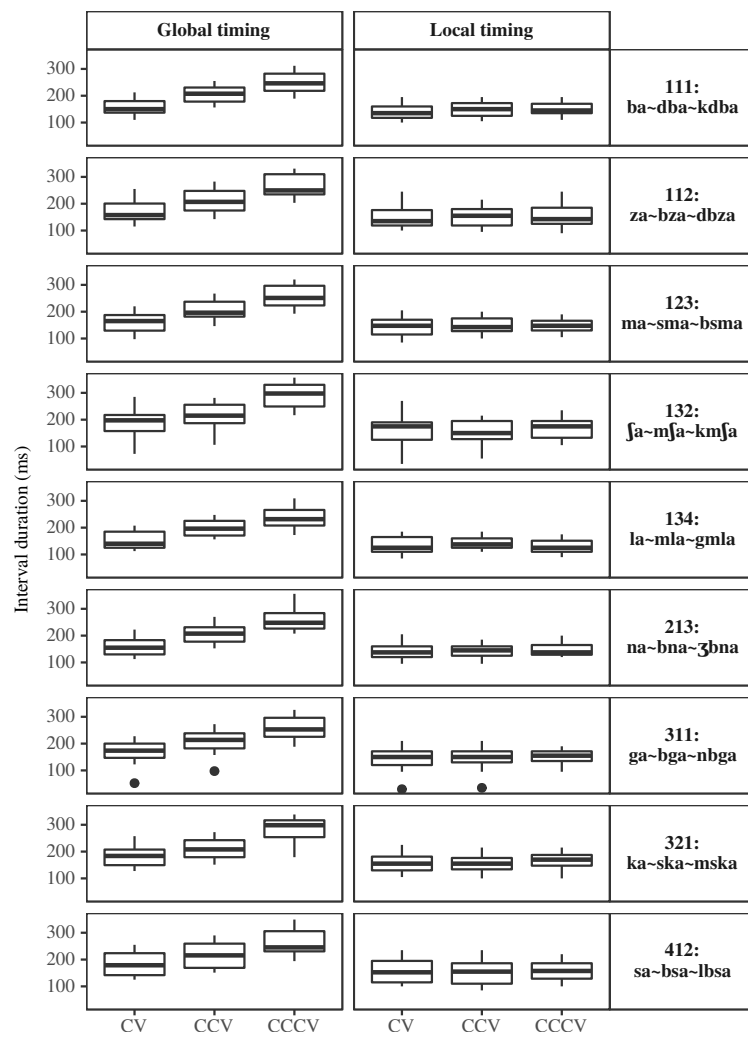 Global timing
Local timing
Interval duration (ms)
300
200
100
111:
ba~dba~kdba
300
200
100
112:
za~bza~dbza
300
200
100
123:
ma~sma~bsma
300
200
100
132:
ʃa~mʃa~kmʃa
300
200
100
134:
la~mla~gmla
300
200
100
213:
na~bna~ʒbna
300
200
100
311:
ga~bga~nbga
300
200
100
321:
ka~ska~mska
300
200
100
412:
sa~bsa~lbsa
CV CCV CCCV CV CCV CCCV